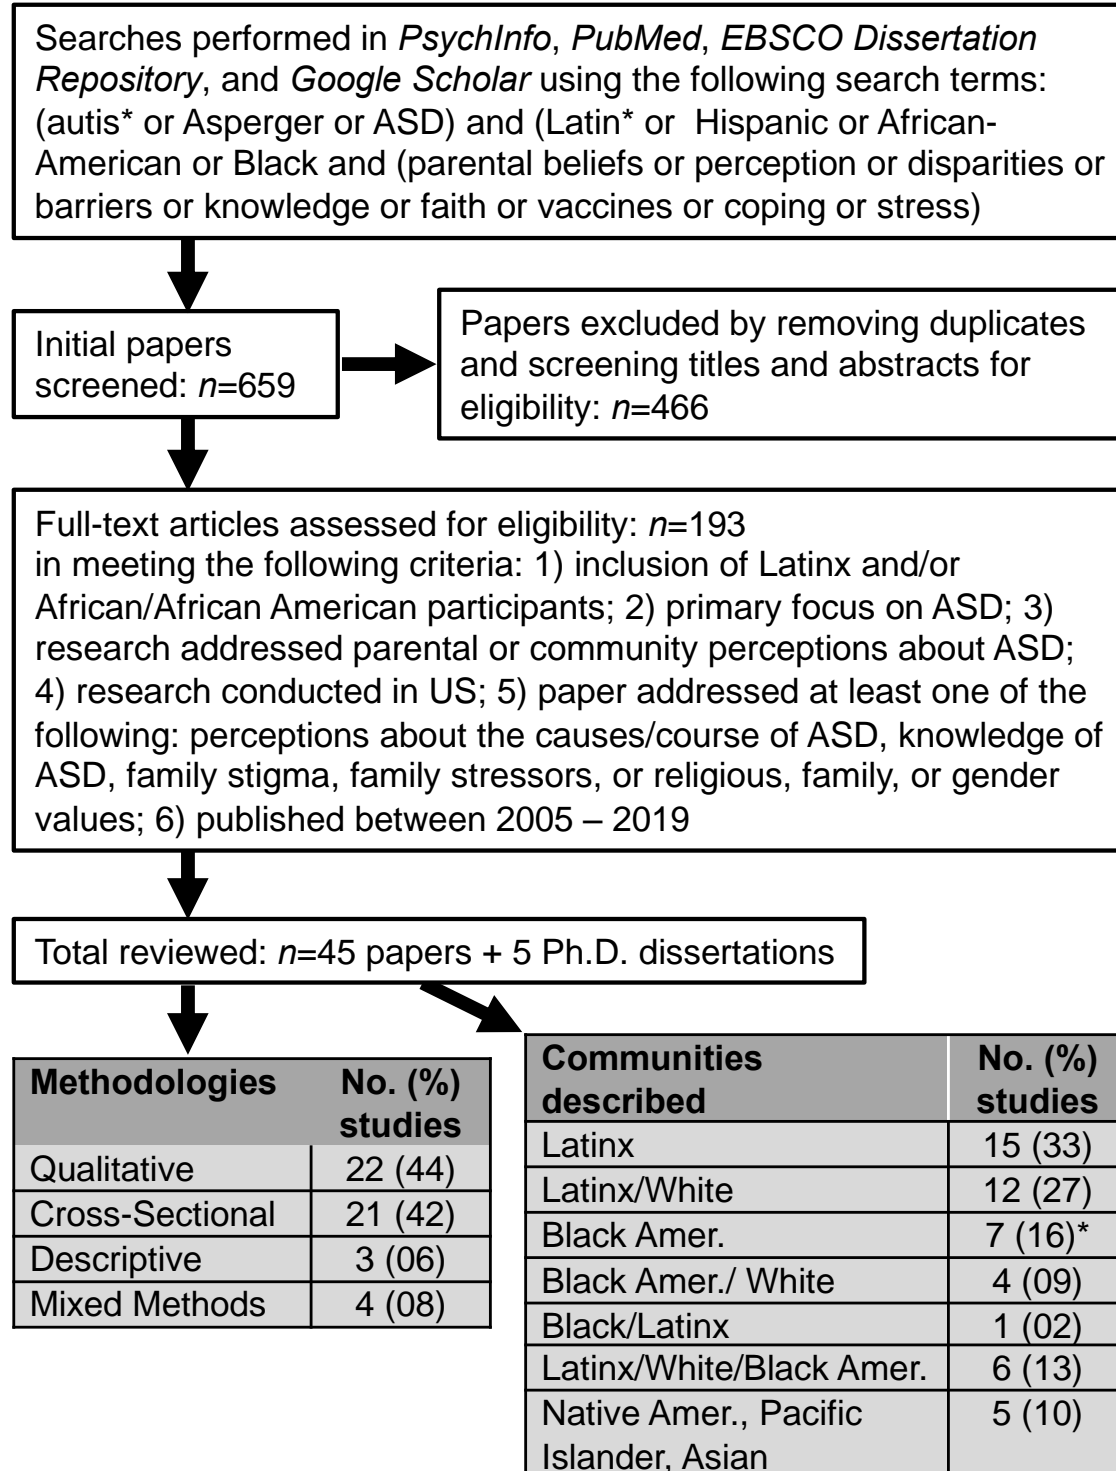 Searches performed in PsychInfo, PubMed, EBSCO Dissertation
Repository, and Google Scholar using the following search terms:
(autis* or Asperger or ASD) and (Latin* or  Hispanic or African-
American or Black and (parental beliefs or perception or disparities or
barriers or knowledge or faith or vaccines or coping or stress)
Initial papers
screened: n=659
Papers excluded by removing duplicates
and screening titles and abstracts for
eligibility: n=466
Full-text articles assessed for eligibility: n=193
in meeting the following criteria: 1) inclusion of Latinx and/or
African/African American participants; 2) primary focus on ASD; 3)
research addressed parental or community perceptions about ASD;
4) research conducted in US; 5) paper addressed at least one of the
following: perceptions about the causes/course of ASD, knowledge of
ASD, family stigma, family stressors, or religious, family, or gender
values; 6) published between 2005 – 2019
Total reviewed: n=45 papers + 5 Ph.D. dissertations
Methodologies No. (%)
studies
Qualitative 22 (44)
Cross-Sectional 21 (42)
Descriptive 3 (06)
Mixed Methods 4 (08)
Communities No. (%)
described studies
Latinx 15 (33)
Latinx/White 12 (27)
Black Amer. 7 (16)*
Black Amer./ White 4 (09)
Black/Latinx 1 (02)
Latinx/White/Black Amer. 6 (13)
Native Amer., Pacific 5 (10)
Islander, Asian